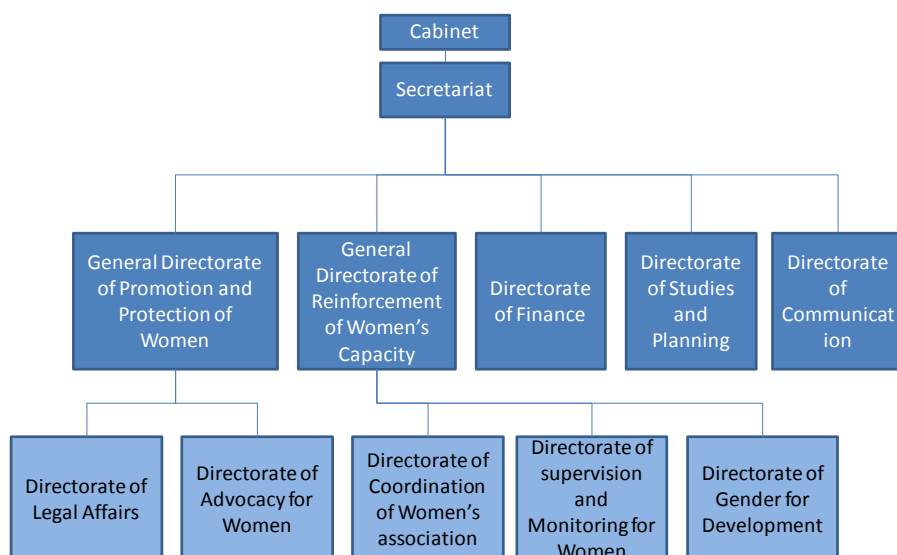 Cabinet
Secretariat
General Directorate
of Promotion and
Protection of
Women
General
Directorate of
Reinforcement
of Women's
Capacity
Directorate
of Finance
Directorate
of Studies
and
Planning
Directorate
of
Communicat
ion
Directorate of
Legal Affairs
Directorate of
Advocacy for
Women
Directorate of
Coordination
of Women's
association
Directorate of
supervision
and
Monitoring for
Women
Directorate of
Gender for
Development